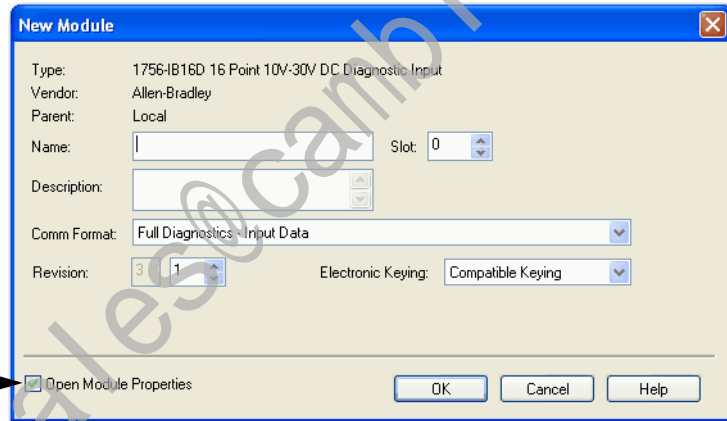 New Module
Type: 1756-IB16D 16 Point 10V-30V DC Diagnostic Input
Vendor: Allen-Bradley
Parent: Local
Name: Slot: 0
Description:
Comm Format: Full Diagnostics - Input Data
Revision: 3 1 Electronic Keying: Compatible Keying
Open Module Properties OK Cancel Help
ales@camb